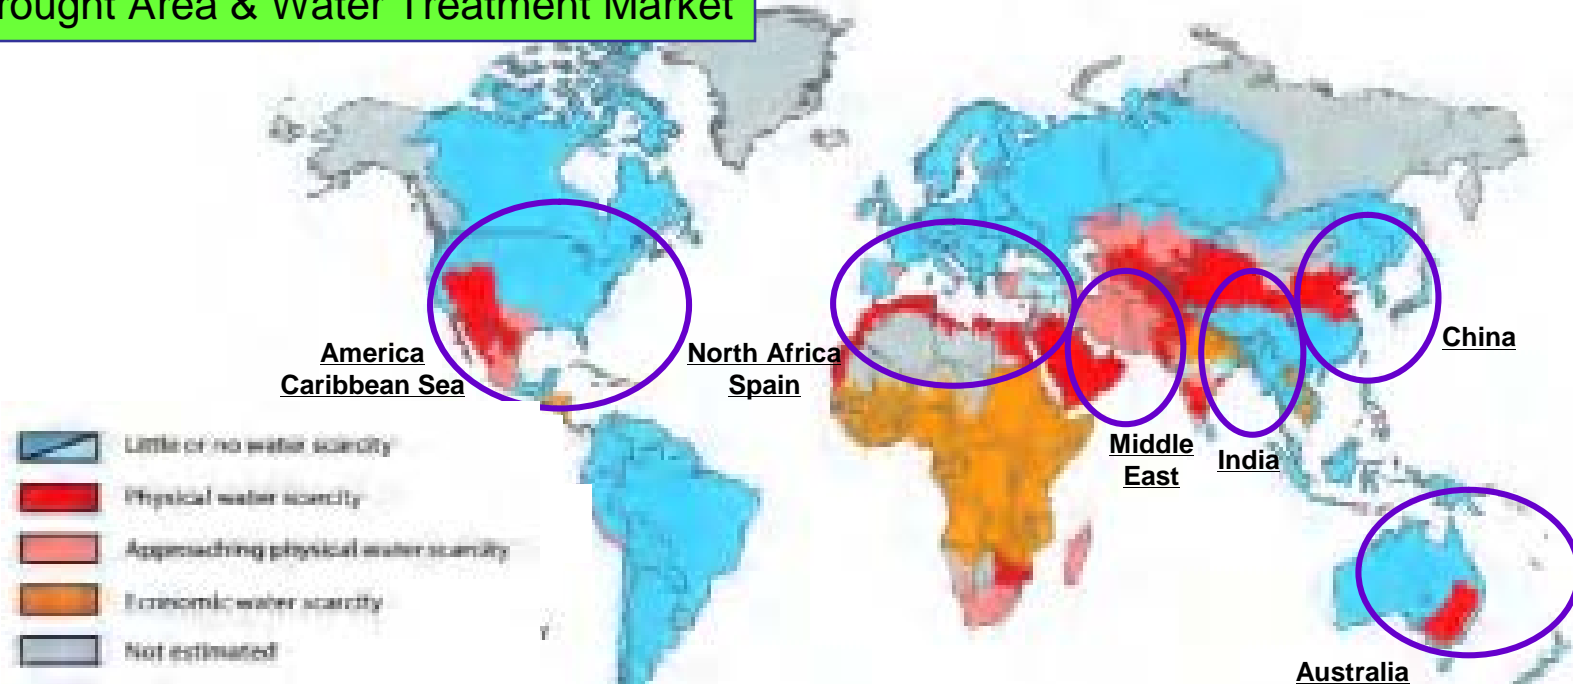 rought Area & Water Treatment Market
America
Caribbean Sea
North Africa
Spain
China
Middle
East
India
Australia
Little or no water scarcity
Physical water scarcity
Approaching physical water scarcity
Economic water scarcity
Not estimated